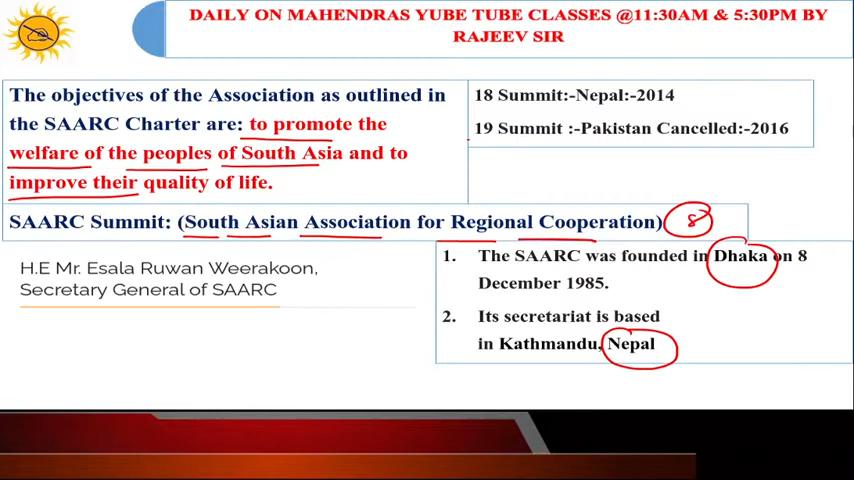 DAILY ON MAHENDRAS YUBE TUBE CLASSES @11:30AM & 5:30PM BY
RAJEEV SIR
The objectives of the Association as outlined in
the SAARC Charter are: to promote the
welfare of the peoples of South Asia and to
improve their quality of life.
18 Summit:-Nepal:-2014
19 Summit :-Pakistan Cancelled:-2016
SAARC Summit: (South Asian Association for Regional Cooperation) 8
H.E Mr. Esala Ruwan Weerakoon,
Secretary General of SAARC
1. The SAARC was founded in Dhaka on 8
December 1985.
2. Its secretariat is based
in Kathmandu, Nepal